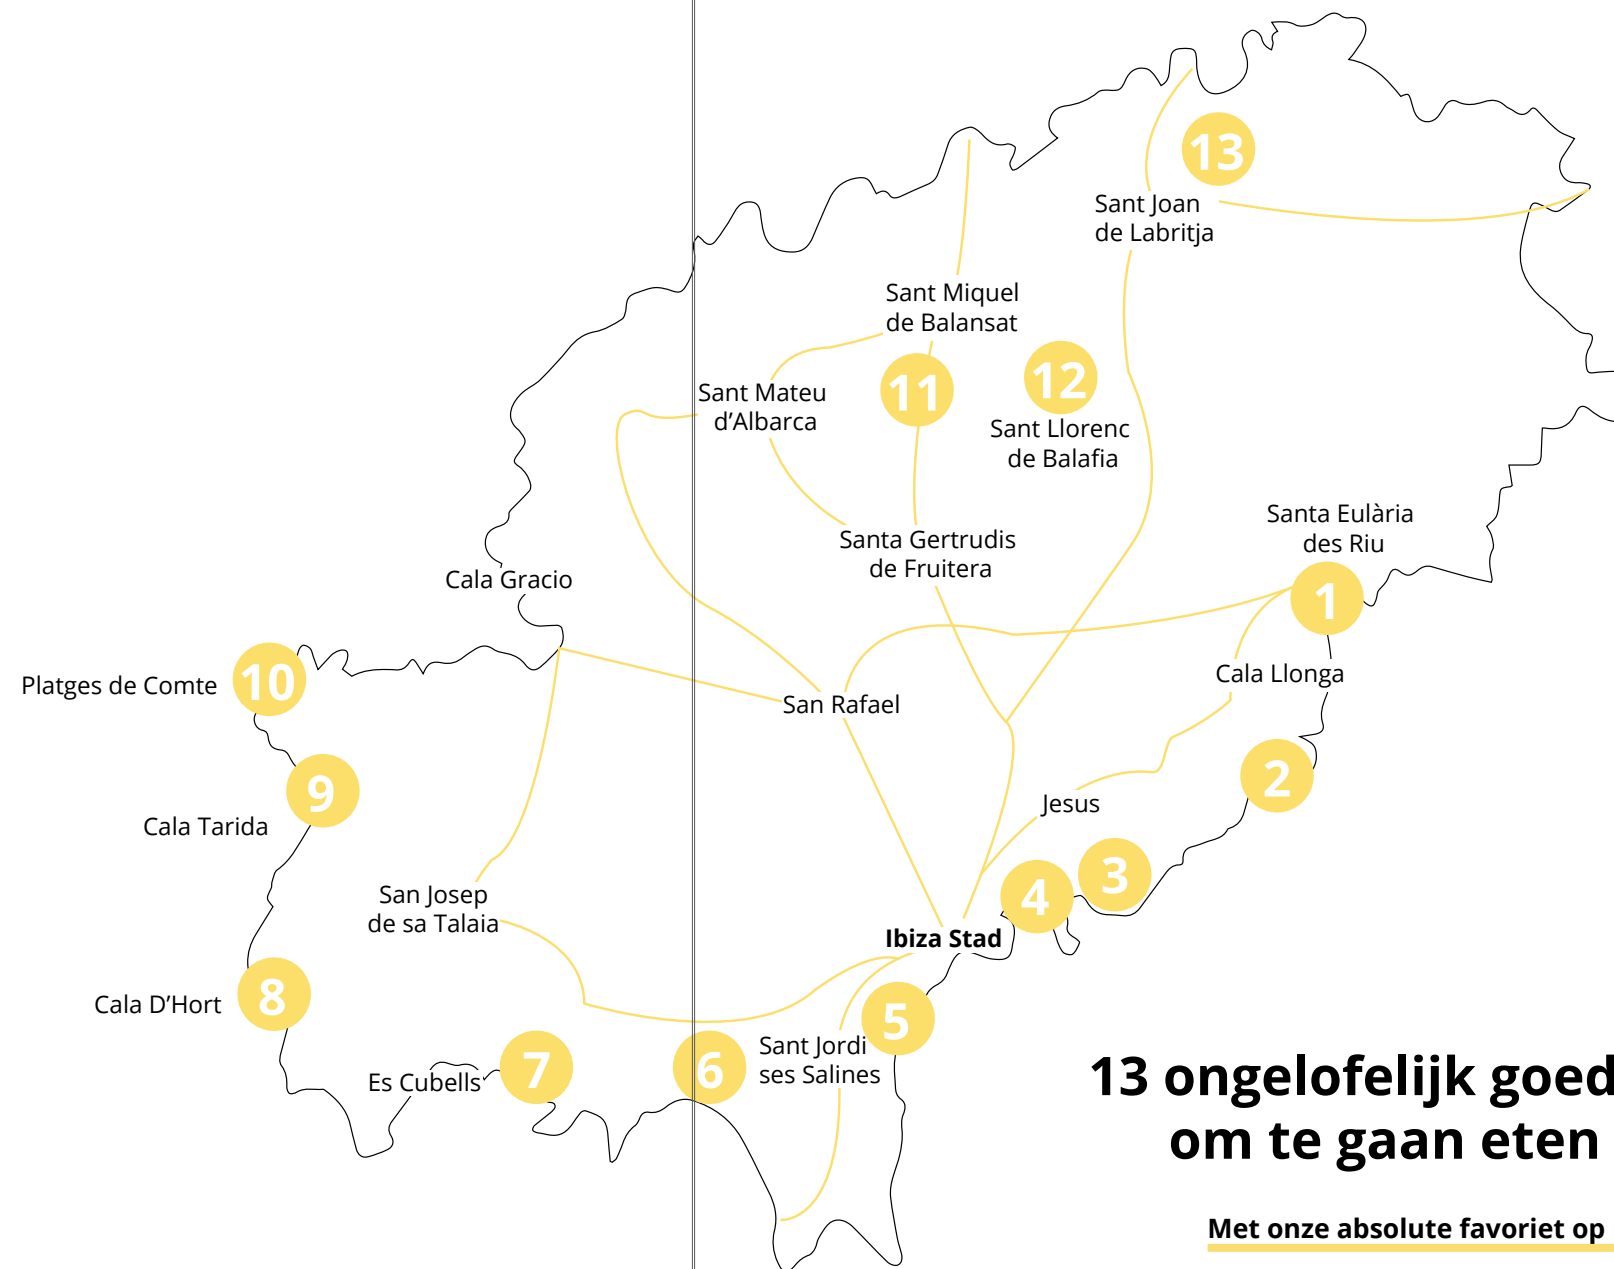 13
Sant Joan
de Labritja
Sant Miquel
de Balansat
11
12
Sant Mateu
d’Albarca
Sant Llorenc
de Balafia
Santa Eulària
des Riu
Santa Gertrudis
de Fruitera
Cala Gracio
1
Cala Llonga
10
Platges de Comte
San Rafael
2
9
Cala Tarida
Jesus
3
4
San Josep
de sa Talaia
Ibiza Stad
8
Cala D’Hort
5
Sant Jordi
ses Salines
6
7
Es Cubells
13 ongelofelijk goed
om te gaan eten
Met onze absolute favoriet op